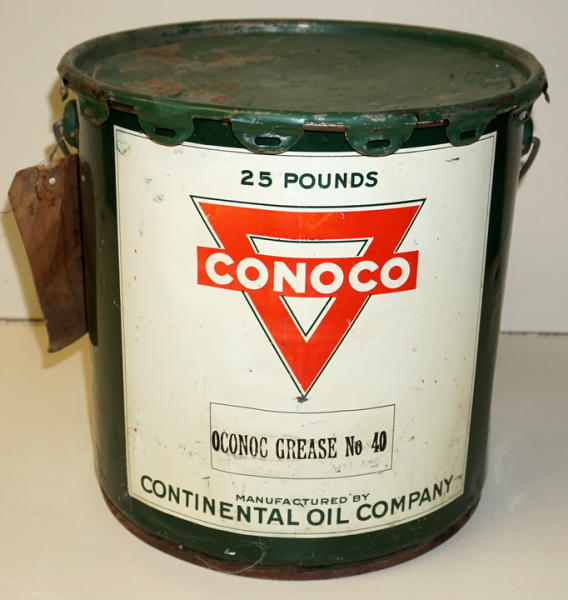 25 POUNDS
CONOCO
OCONOC GREASE No 40
MANUFACTURED BY
CONTINENTAL OIL COMPANY